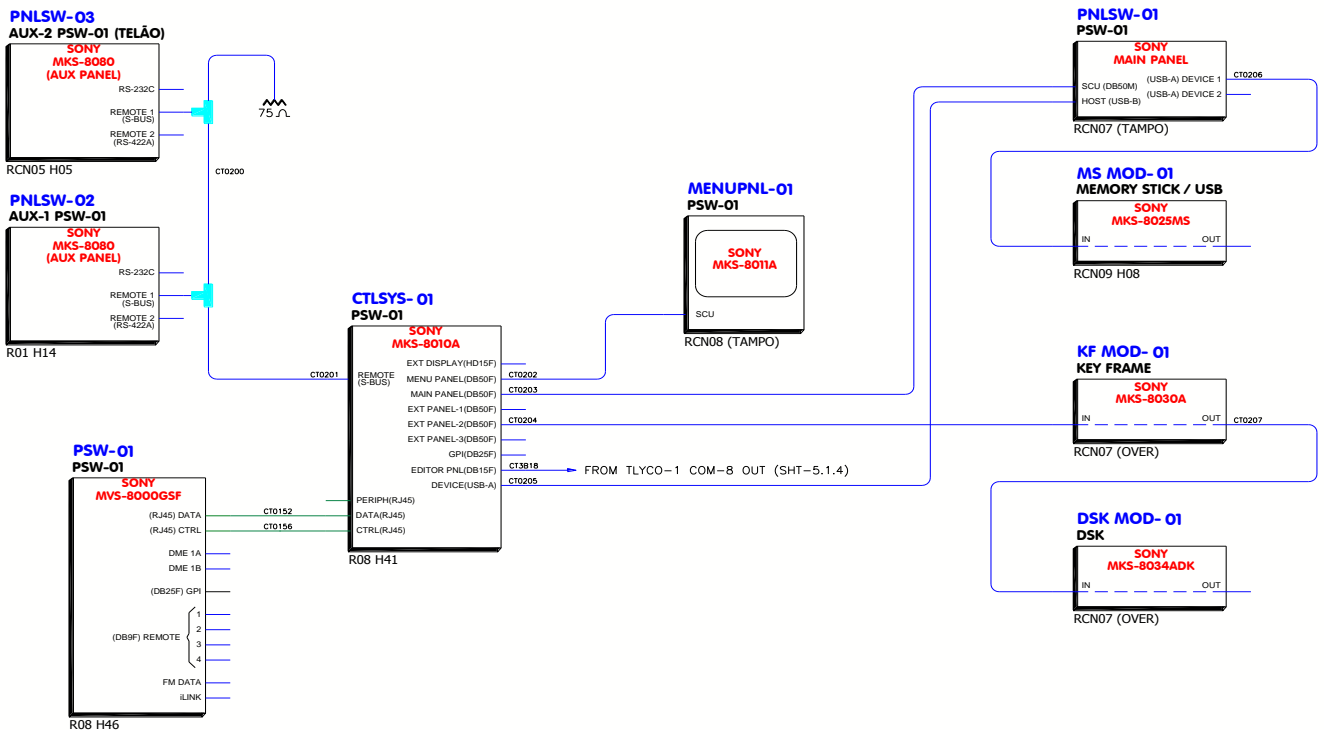 PNLSW-03
AUX-2 PSW-01 (TELÃO)
SONY
MKS-8080
(AUX PANEL)
RS-232C
REMOTE 1
(S-BUS)
REMOTE 2
(RS-422A)
RCN05 H05
75Ω
CT0200
PNLSW-02
AUX-1 PSW-01
SONY
MKS-8080
(AUX PANEL)
RS-232C
REMOTE 1
(S-BUS)
REMOTE 2
(RS-422A)
R01 H14
CT0201
PSW-01
PSW-01
SONY
MVS-8000GSF
(RJ45) DATA
(RJ45) CTRL
DME 1A
DME 1B
(DB25F) GPI
(DB9F) REMOTE
1
2
3
4
FM DATA
iLINK
R08 H46
CT0152
CT0156
CTLSYS-01
PSW-01
SONY
MKS-8010A
REMOTE
(S-BUS)
EXT DISPLAY(HD15F)
MENU PANEL(DB50F)
MAIN PANEL(DB50F)
EXT PANEL-1(DB50F)
EXT PANEL-2(DB50F)
EXT PANEL-3(DB50F)
GPI(DB25F)
EDITOR PNL(DB15F)
DEVICE(USB-A)
PERIPH(RJ45)
DATA(RJ45)
CTRL(RJ45)
R08 H41
CT0202
CT0203
CT0204
CT3B18
FROM TLYCO-1 COM-8 OUT (SHT-5.1.4)
CT0205
MENUPNL-01
PSW-01
SONY
MKS-8011A
SCU
RCN08 (TAMPO)
PNLSW-01
PSW-01
SONY
MAIN PANEL
SCU (DB50M)
HOST (USB-B)
(USB-A) DEVICE 1
(USB-A) DEVICE 2
RCN07 (TAMPO)
CT0206
MS MOD-01
MEMORY STICK / USB
SONY
MKS-8025MS
IN
OUT
RCN09 H08
KF MOD-01
KEY FRAME
SONY
MKS-8030A
IN
OUT
RCN07 (OVER)
CT0207
DSK MOD-01
DSK
SONY
MKS-8034ADK
IN
OUT
RCN07 (OVER)